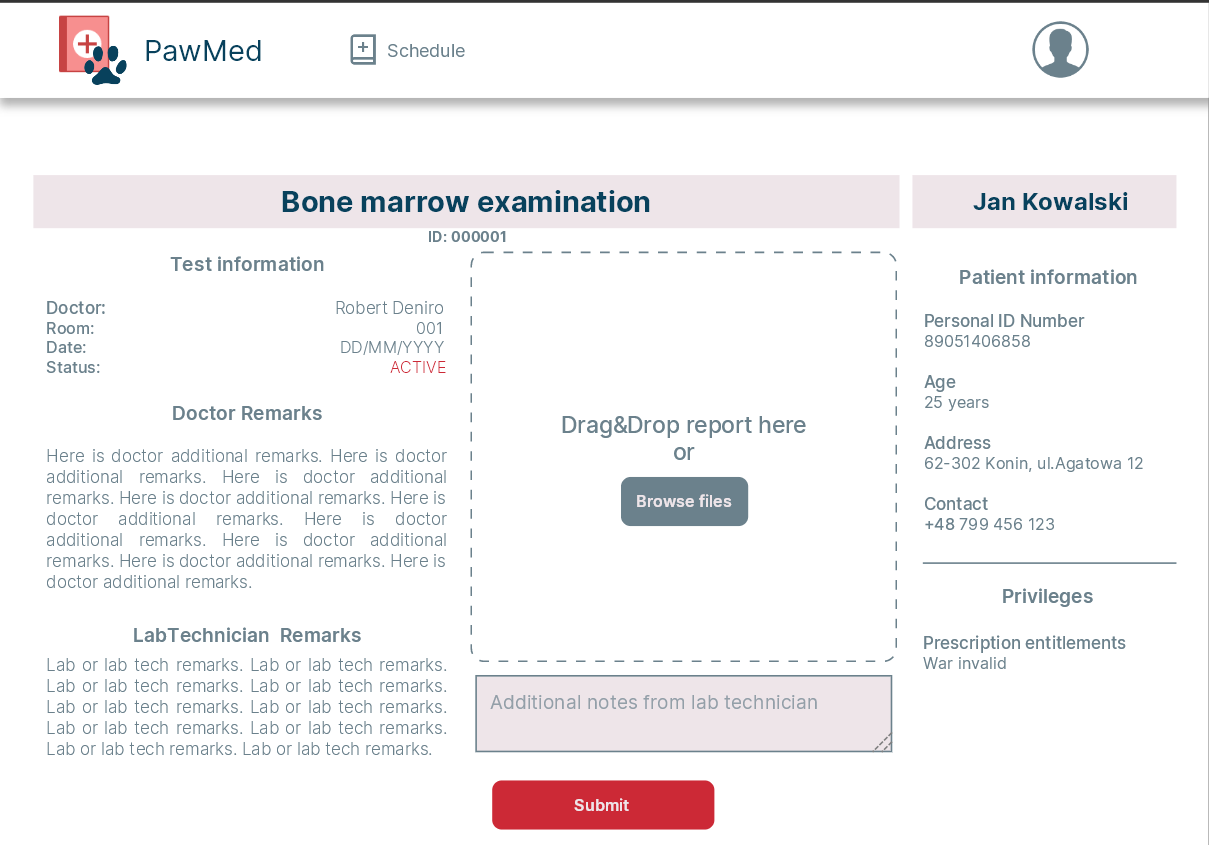 PawMed
Schedule
Bone marrow examination
ID: 000001
Test information
Doctor: Robert Deniro
Room: 001
Date: DD/MM/YYYY
Status: ACTIVE
Doctor Remarks
Here is doctor additional remarks. Here is doctor
additional remarks. Here is doctor additional
remarks. Here is doctor additional remarks. Here is
doctor additional remarks. Here is doctor
additional remarks. Here is doctor additional
remarks. Here is doctor additional remarks. Here is
doctor additional remarks.
LabTechnician Remarks
Lab or lab tech remarks. Lab or lab tech remarks.
Lab or lab tech remarks. Lab or lab tech remarks.
Lab or lab tech remarks. Lab or lab tech remarks.
Lab or lab tech remarks. Lab or lab tech remarks.
Lab or lab tech remarks. Lab or lab tech remarks.
Drag&Drop report here
or
Browse files
Additional notes from lab technician
Submit
Jan Kowalski
Patient information
Personal ID Number
89051406858
Age
25 years
Address
62-302 Konin, ul.Agatowa 12
Contact
+48 799 456 123
Privileges
Prescription entitlements
War invalid